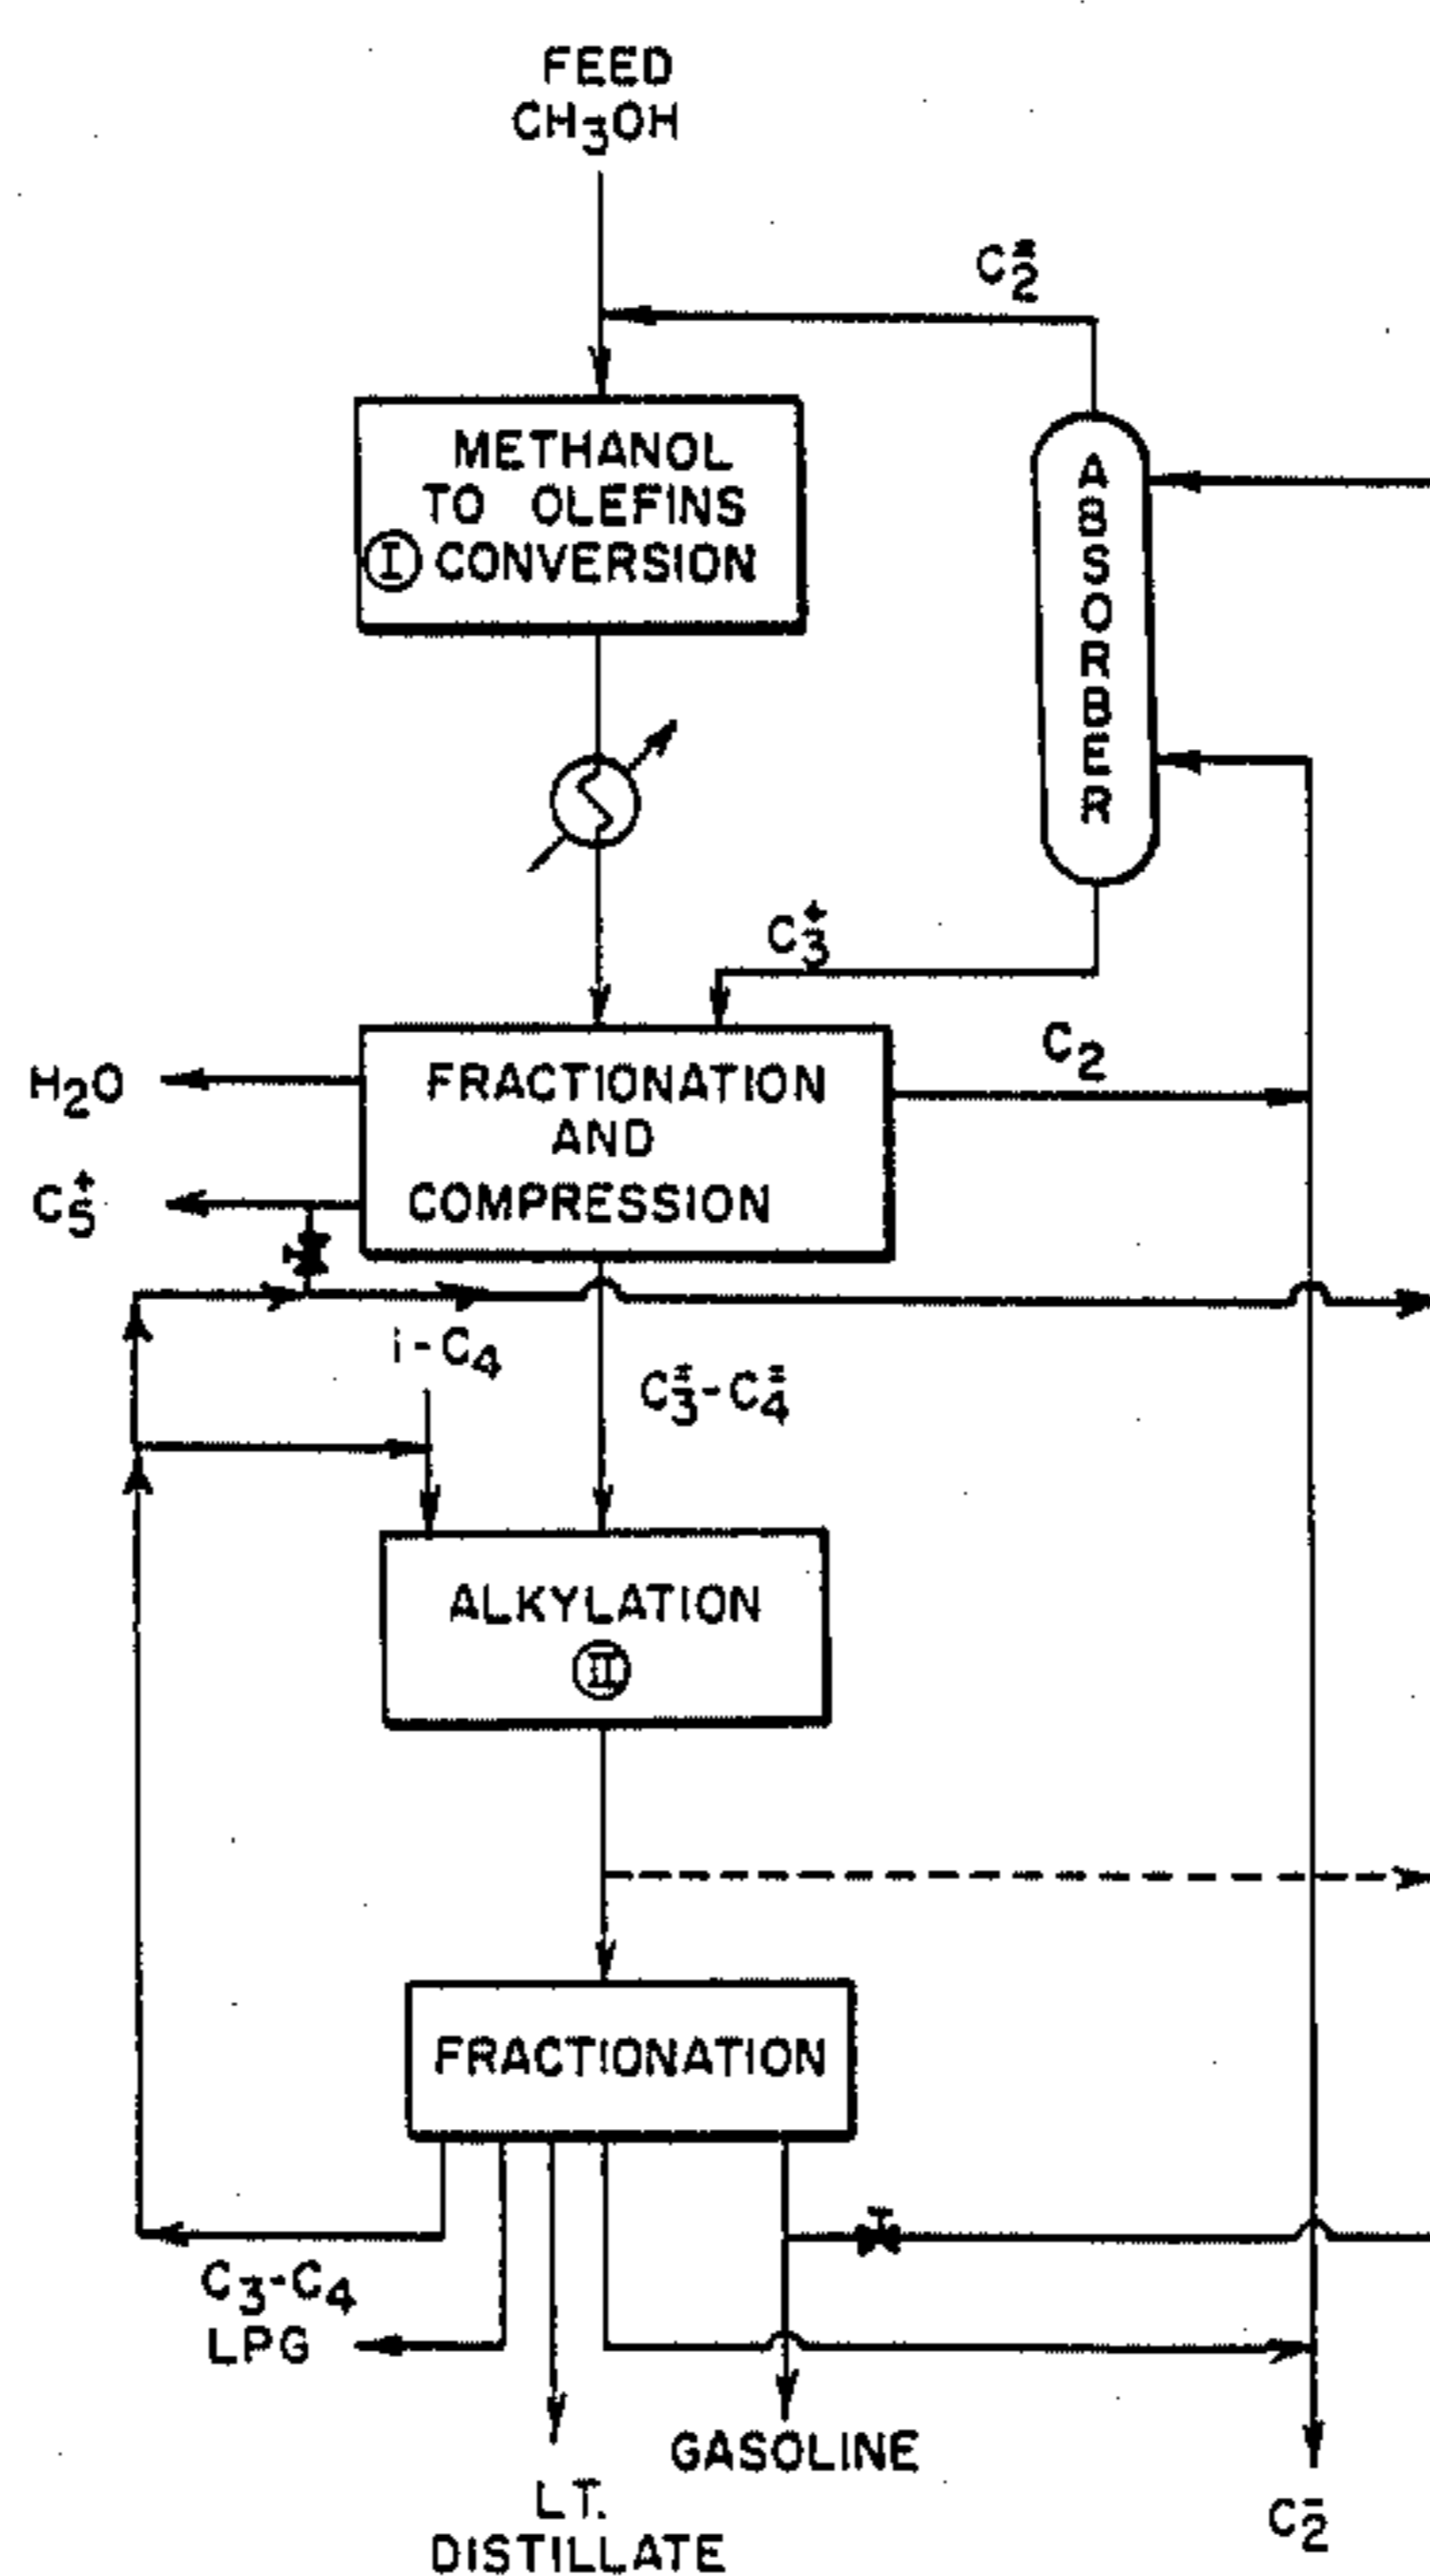 FEED
CH₃OH
C₂⁼
METHANOL
TO OLEFINS
Ⓘ CONVERSION
ABSORBER
C₃⁺
C₂
H₂O
FRACTIONATION
AND
COMPRESSION
C₅⁺
i-C₄
C₃⁼-C₄⁼
ALKYLATION
II
FRACTIONATION
C₃-C₄
LPG
GASOLINE
LT.
DISTILLATE
C₂⁻